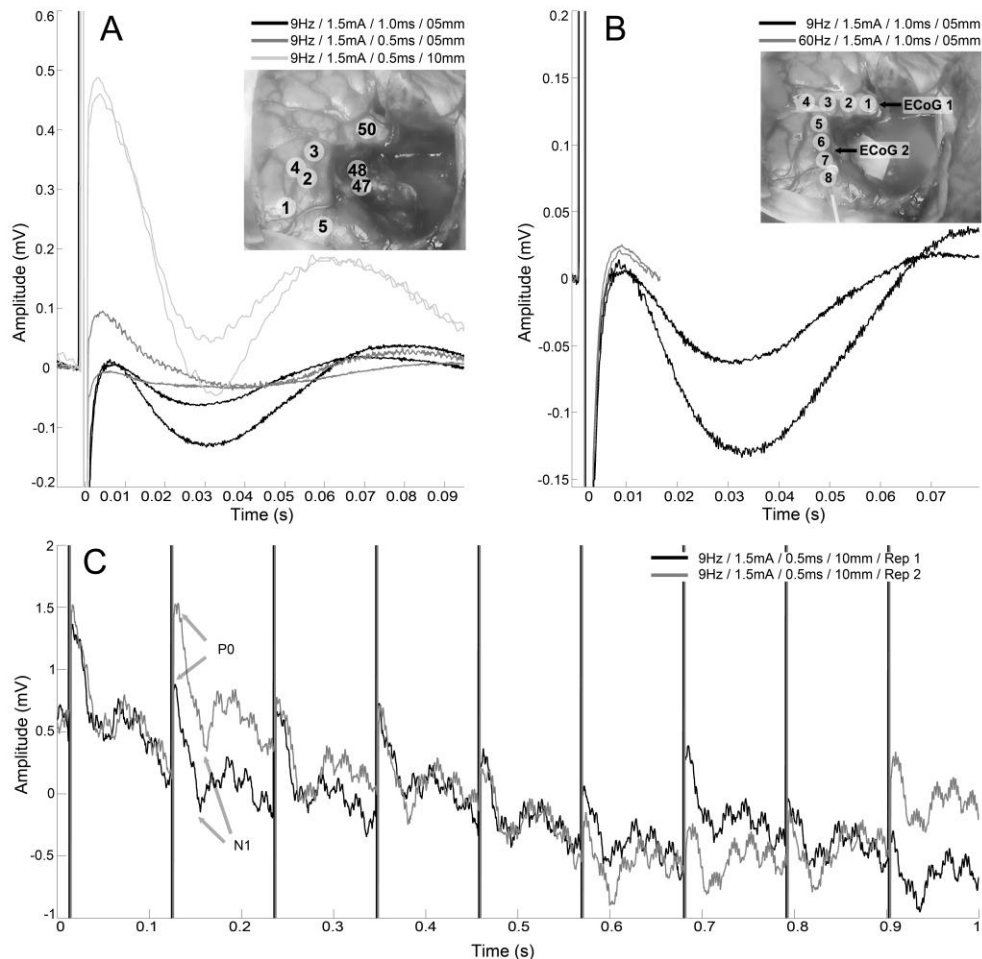 A
9Hz / 1.5mA / 1.0ms / 05mm
9Hz / 1.5mA / 0.5ms / 05mm
9Hz / 1.5mA / 0.5ms / 10mm
50
3
4
2
48
47
1
5
0.6
0.5
0.4
0.3
0.2
0.1
0
-0.1
-0.2
Amplitude (mV)
0 0.01 0.02 0.03 0.04 0.05 0.06 0.07 0.08 0.09
Time (s)
B
9Hz / 1.5mA / 1.0ms / 05mm
60Hz / 1.5mA / 1.0ms / 05mm
4 3 2 1 ECoG 1
5
6 ECoG 2
7
8
0.2
0.15
0.1
0.05
0
-0.05
-0.1
-0.15
Amplitude (mV)
0 0.01 0.02 0.03 0.04 0.05 0.06 0.07
Time (s)
C
9Hz / 1.5mA / 0.5ms / 10mm / Rep 1
9Hz / 1.5mA / 0.5ms / 10mm / Rep 2
P0
N1
2
1.5
1
0.5
0
-0.5
-1
Amplitude (mV)
0 0.1 0.2 0.3 0.4 0.5 0.6 0.7 0.8 0.9 1
Time (s)